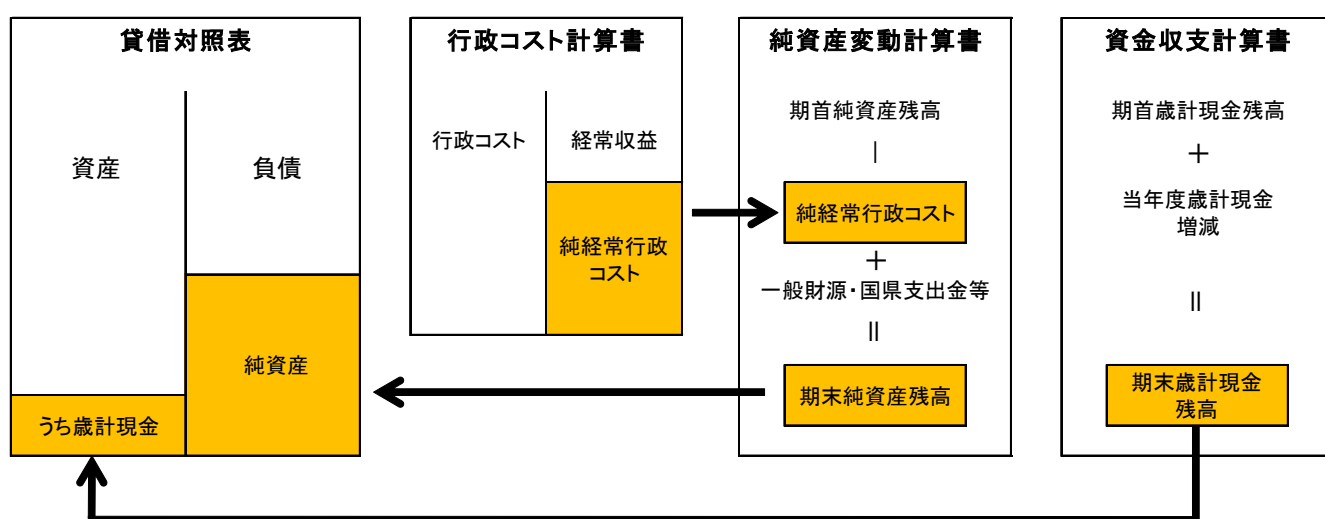 貸借対照表
資産
負債
純資産
うち歳計現金
行政コスト計算書
行政コスト
経常収益
純経常行政
コスト
純資産変動計算書
期首純資産残高
|
純経常行政コスト
+
一般財源・国県支出金等
||
期末純資産残高
資金収支計算書
期首歳計現金残高
+
当年度歳計現金
増減
||
期末歳計現金
残高